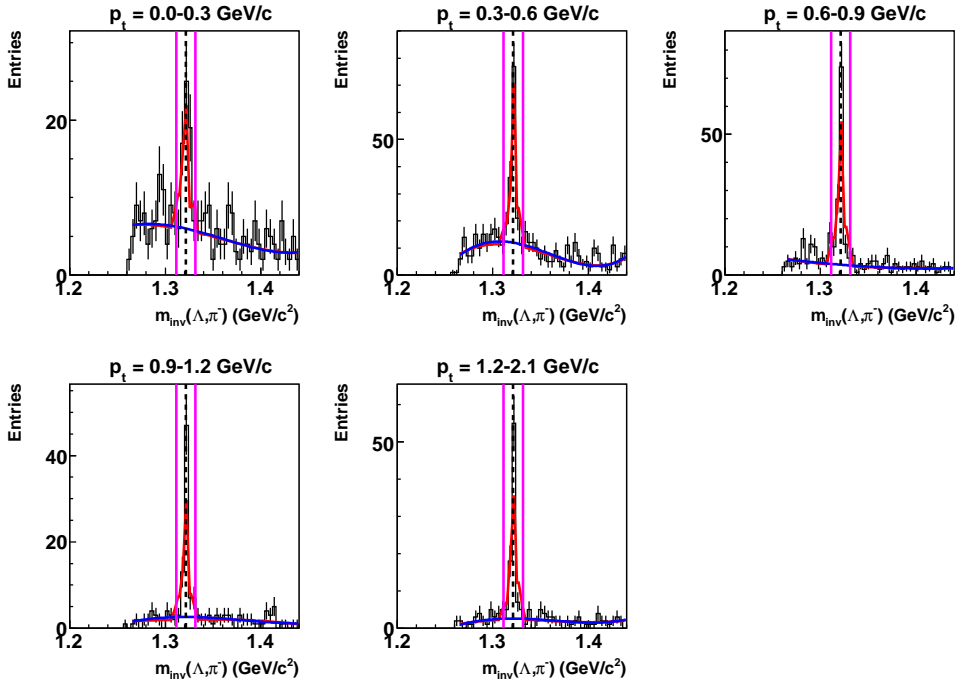 p_t = 0.0-0.3 GeV/c
Entries
20
0
1.2 1.3 1.4
m_inv(Λ,π⁻) (GeV/c²)
p_t = 0.3-0.6 GeV/c
Entries
50
0
1.2 1.3 1.4
m_inv(Λ,π⁻) (GeV/c²)
p_t = 0.6-0.9 GeV/c
Entries
50
0
1.2 1.3 1.4
m_inv(Λ,π⁻) (GeV/c²)
p_t = 0.9-1.2 GeV/c
Entries
40
20
0
1.2 1.3 1.4
m_inv(Λ,π⁻) (GeV/c²)
p_t = 1.2-2.1 GeV/c
Entries
50
0
1.2 1.3 1.4
m_inv(Λ,π⁻) (GeV/c²)